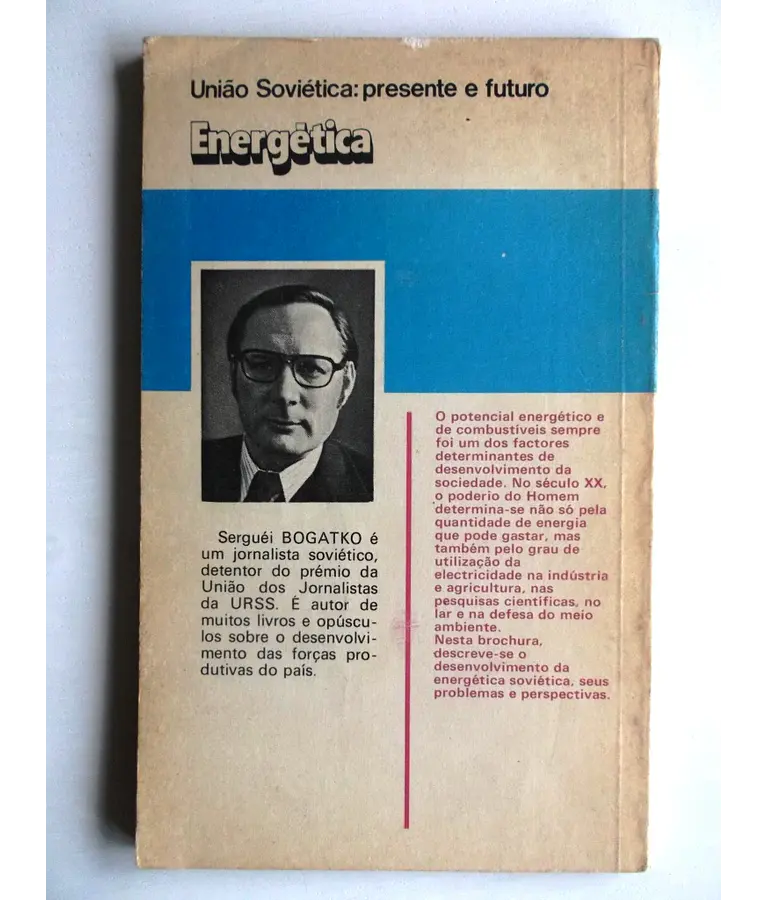 União Soviética: presente e futuro
Energética
Serguéi BOGATKO é
um jornalista soviético,
detentor do prémio da
União dos Jornalistas
da URSS. É autor de
muitos livros e opúscu-
los sobre o desenvolvi-
mento das forças pro-
dutivas do país.
O potencial energético e
de combustíveis sempre
foi um dos factores
determinantes de
desenvolvimento da
sociedade. No século XX,
o poderio do Homem
determina-se não só pela
quantidade de energia
que pode gastar, mas
também pelo grau de
utilização da
electricidade na indústria
e agricultura, nas
pesquisas científicas, no
lar e na defesa do meio
ambiente.
Nesta brochura,
descreve-se o
desenvolvimento da
energética soviética, seus
problemas e perspectivas.